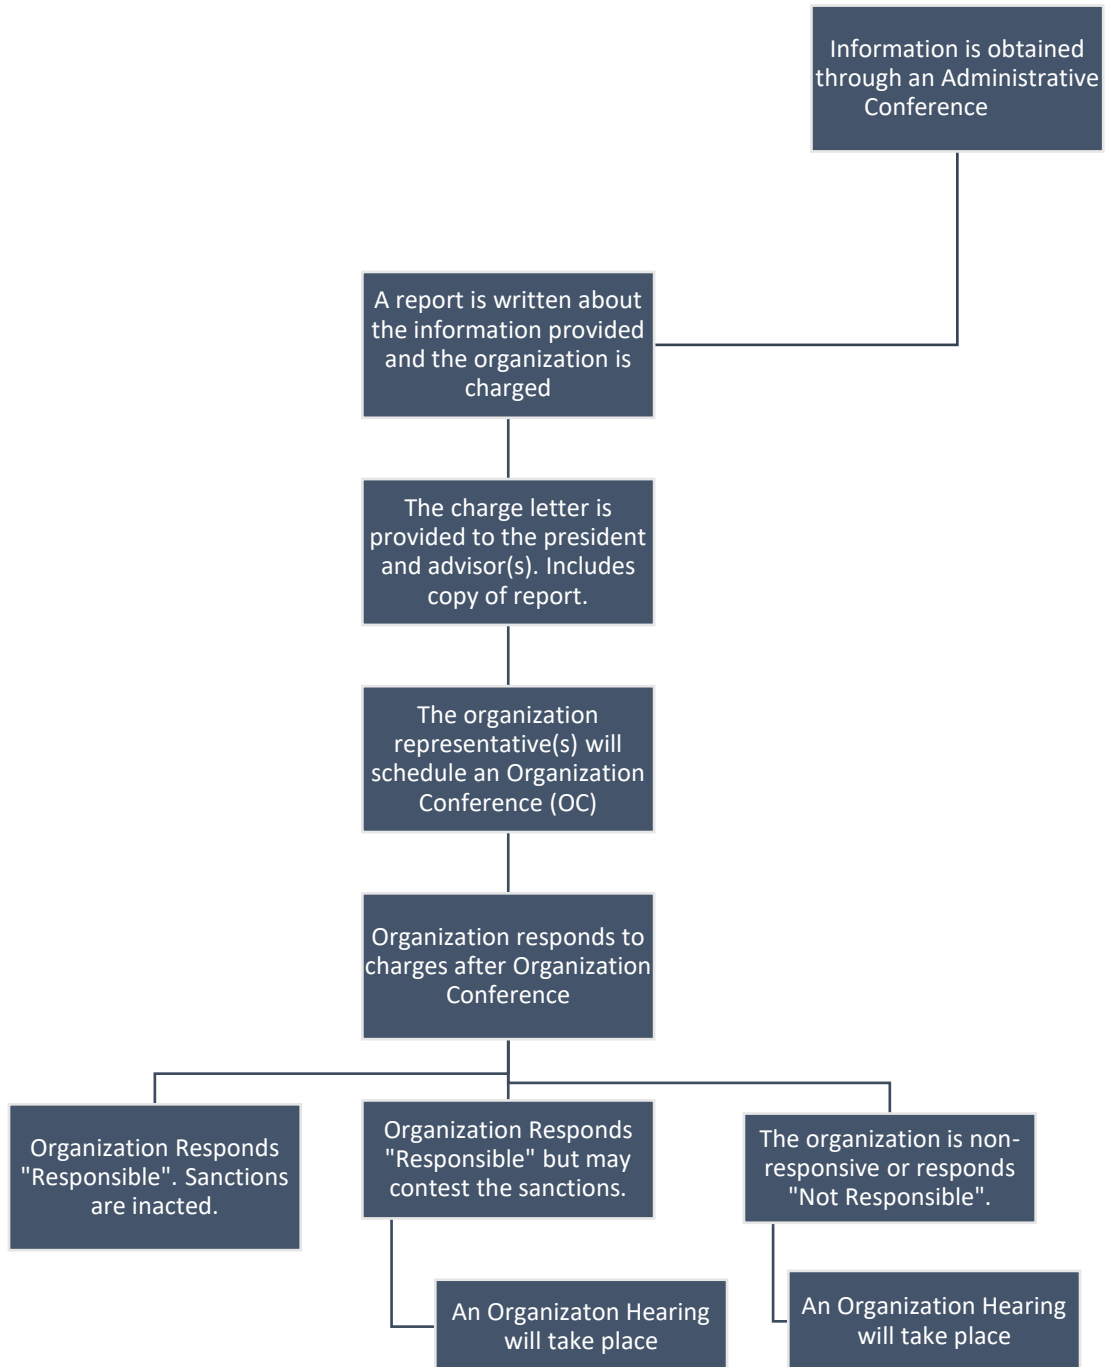 Information is obtained
through an Administrative
Conference
A report is written about
the information provided
and the organization is
charged
The charge letter is
provided to the president
and advisor(s). Includes
copy of report.
The organization
representative(s) will
schedule an Organization
Conference (OC)
Organization responds to
charges after Organization
Conference
Organization Responds
"Responsible". Sanctions
are inacted.
Organization Responds
"Responsible" but may
contest the sanctions.
The organization is non-
responsive or responds
"Not Responsible".
An Organizaton Hearing
will take place
An Organization Hearing
will take place